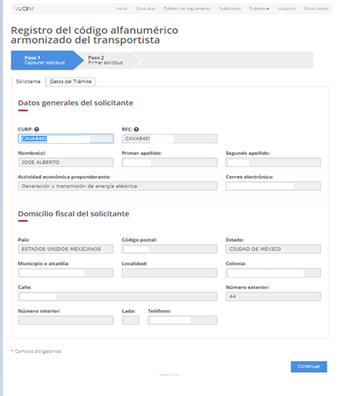 VUCEM Inicio Consultas Tablero de seguimiento Solicitudes Trámites Usuarios Otras tareas
Registro del código alfanumérico
armonizado del transportista
Paso 1 Paso 2
Capturar solicitud Firmar solicitud
Solicitante Datos del Trámite
Datos generales del solicitante
CURP: RFC:
CAVA840 CAVA840
Nombre(s): Primer apellido: Segundo apellido:
JOSE ALBERTO
Actividad económica preponderante: Correo electrónico:
Generación y transmisión de energía eléctrica
Domicilio fiscal del solicitante
País: Código postal: Estado:
ESTADOS UNIDOS MEXICANOS CIUDAD DE MÉXICO
Municipio o alcaldía: Localidad: Colonia:
Calle: Número exterior:
44
Número interior: Lada: Teléfono:
* Campos obligatorios
Continuar